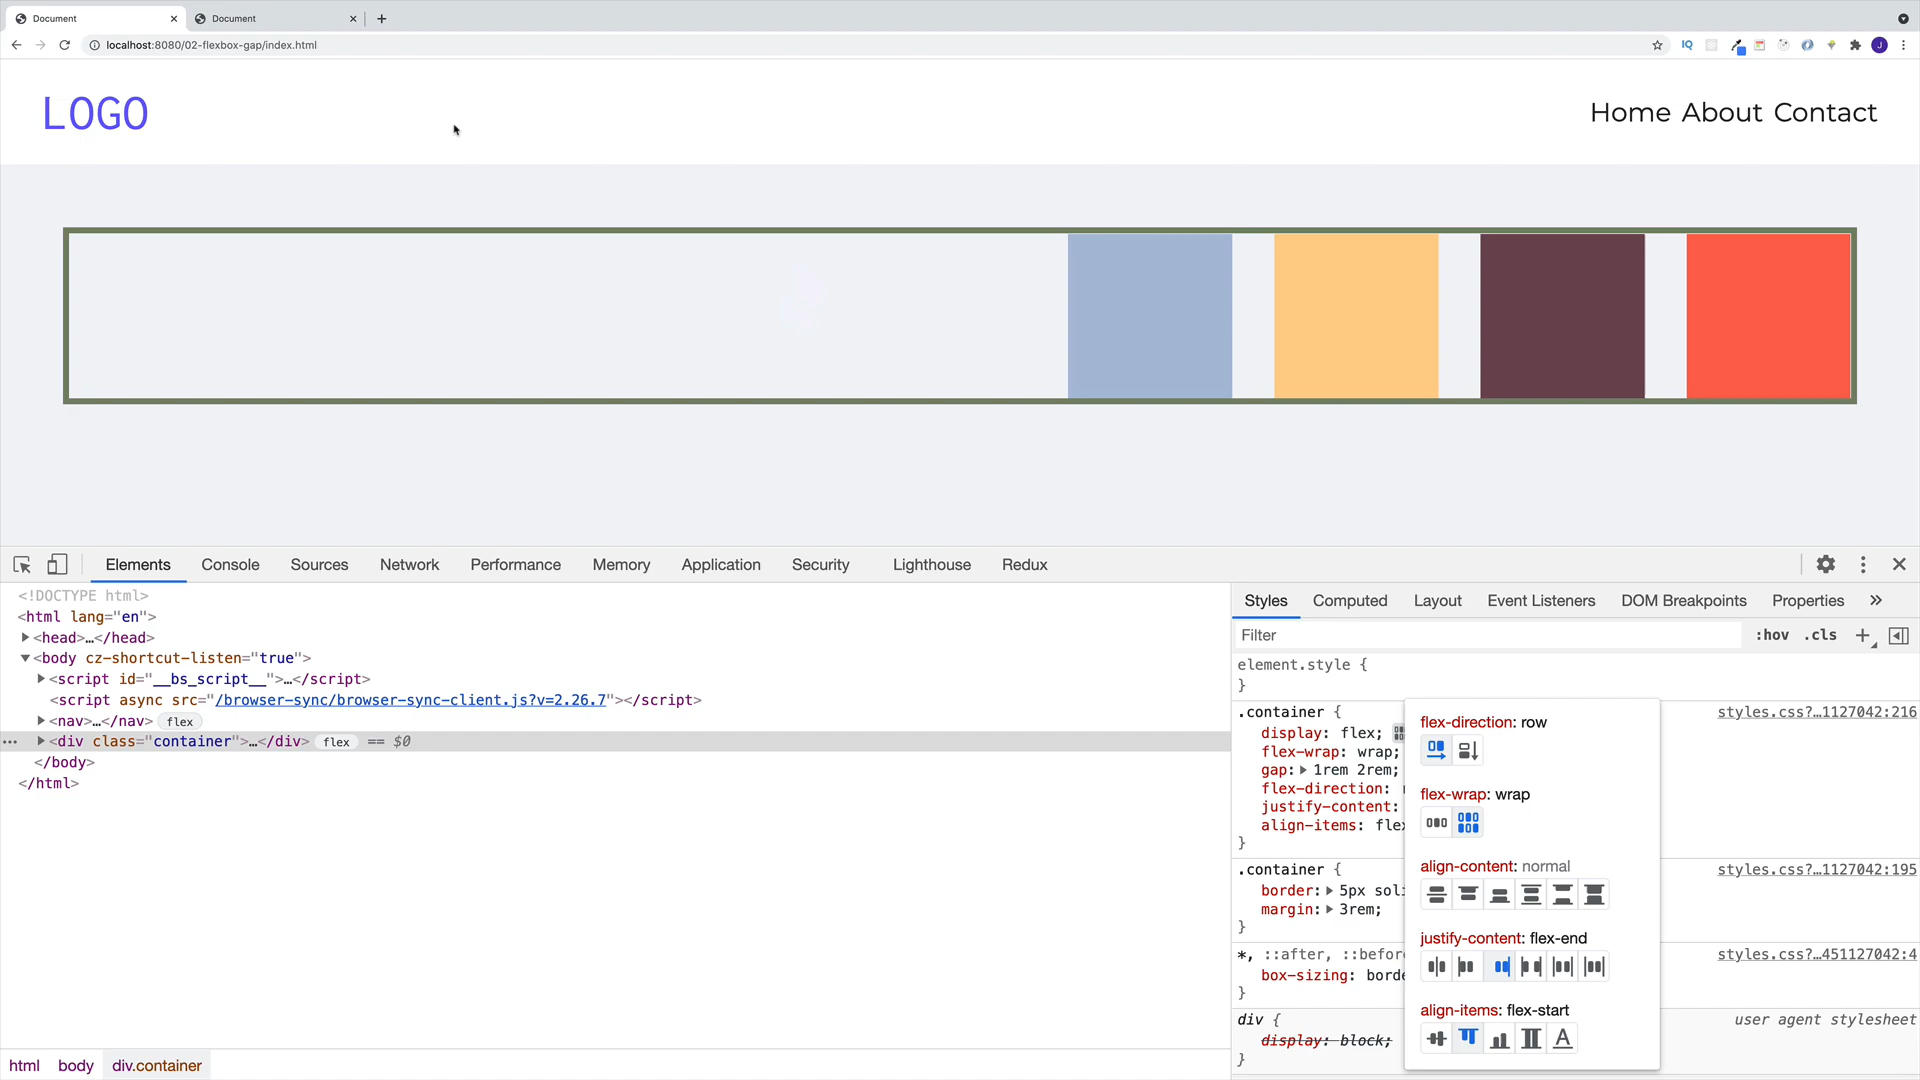 Document
Document
localhost:8080/02-flexbox-gap/index.html
IQ
J
LOGO
Home About Contact
Elements Console Sources Network Performance Memory Application Security Lighthouse Redux
<!DOCTYPE html>
<html lang="en">
<head>…</head>
<body cz-shortcut-listen="true">
<script id="__bs_script__">…</script>
<script async src="/browser-sync/browser-sync-client.js?v=2.26.7"></script>
<nav>…</nav> flex
<div class="container">…</div> flex == $0
</body>
</html>
html body div.container
Styles Computed Layout Event Listeners DOM Breakpoints Properties
Filter :hov .cls
element.style {
}
.container { styles.css?…1127042:216
display: flex;
flex-wrap: wrap;
gap: 1rem 2rem;
flex-direction:
justify-content:
align-items: flex
}
.container { styles.css?…1127042:195
border: 5px soli
margin: 3rem;
}
*, ::after, ::before styles.css?…451127042:4
box-sizing: borde
}
div { user agent stylesheet
display: block;
}
flex-direction: row
flex-wrap: wrap
align-content: normal
justify-content: flex-end
align-items: flex-start